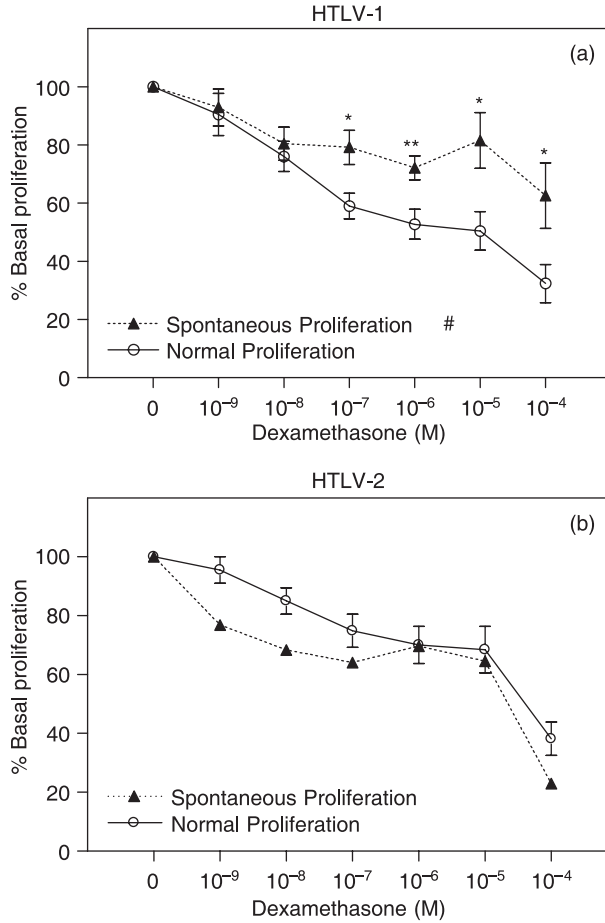 HTLV-1
(a)
100
80
60
40
20
0
% Basal proliferation
*
**
*
*
Spontaneous Proliferation #
Normal Proliferation
0 10⁻⁹ 10⁻⁸ 10⁻⁷ 10⁻⁶ 10⁻⁵ 10⁻⁴
Dexamethasone (M)
HTLV-2
(b)
100
80
60
40
20
0
% Basal proliferation
Spontaneous Proliferation
Normal Proliferation
0 10⁻⁹ 10⁻⁸ 10⁻⁷ 10⁻⁶ 10⁻⁵ 10⁻⁴
Dexamethasone (M)